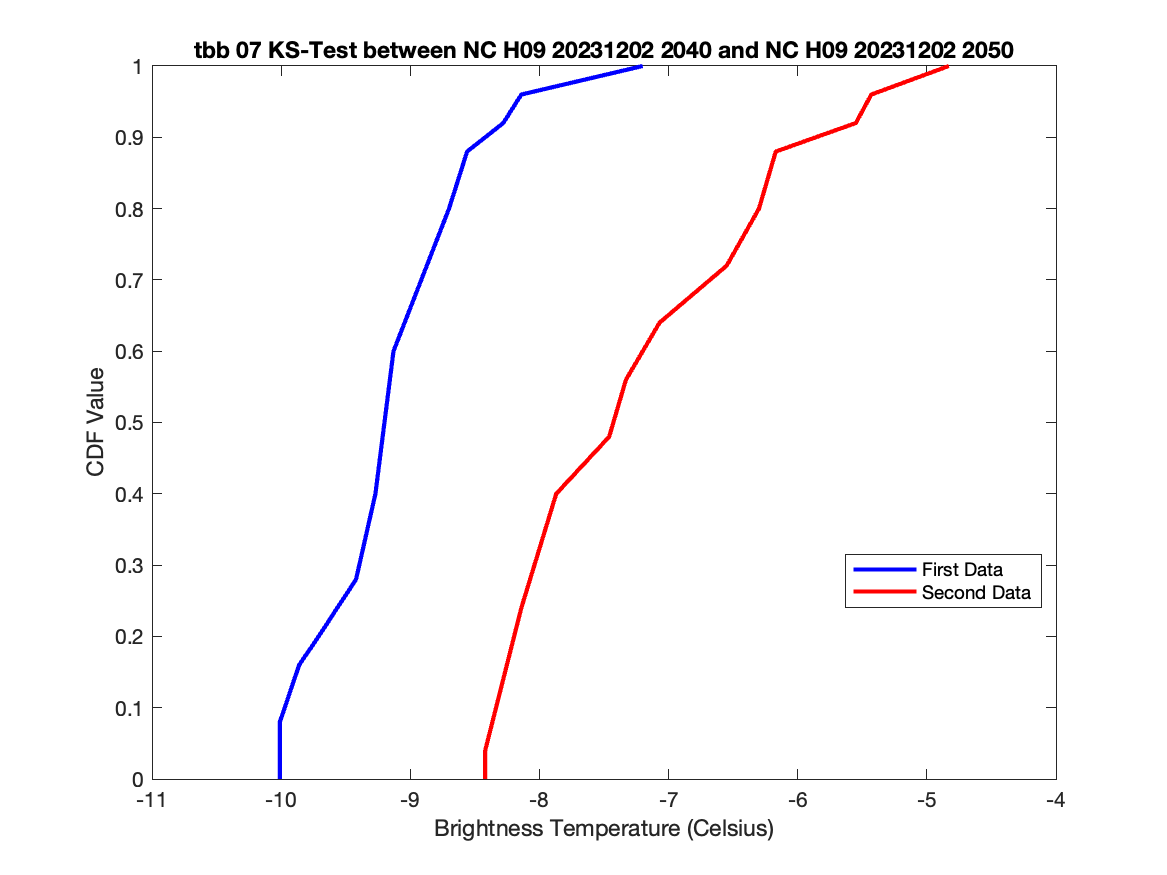 tbb 07 KS-Test between NC H09 20231202 2040 and NC H09 20231202 2050
1
0.9
0.8
0.7
0.6
0.5
0.4
0.3
0.2
0.1
0
CDF Value
First Data
Second Data
-11 -10 -9 -8 -7 -6 -5 -4
Brightness Temperature (Celsius)